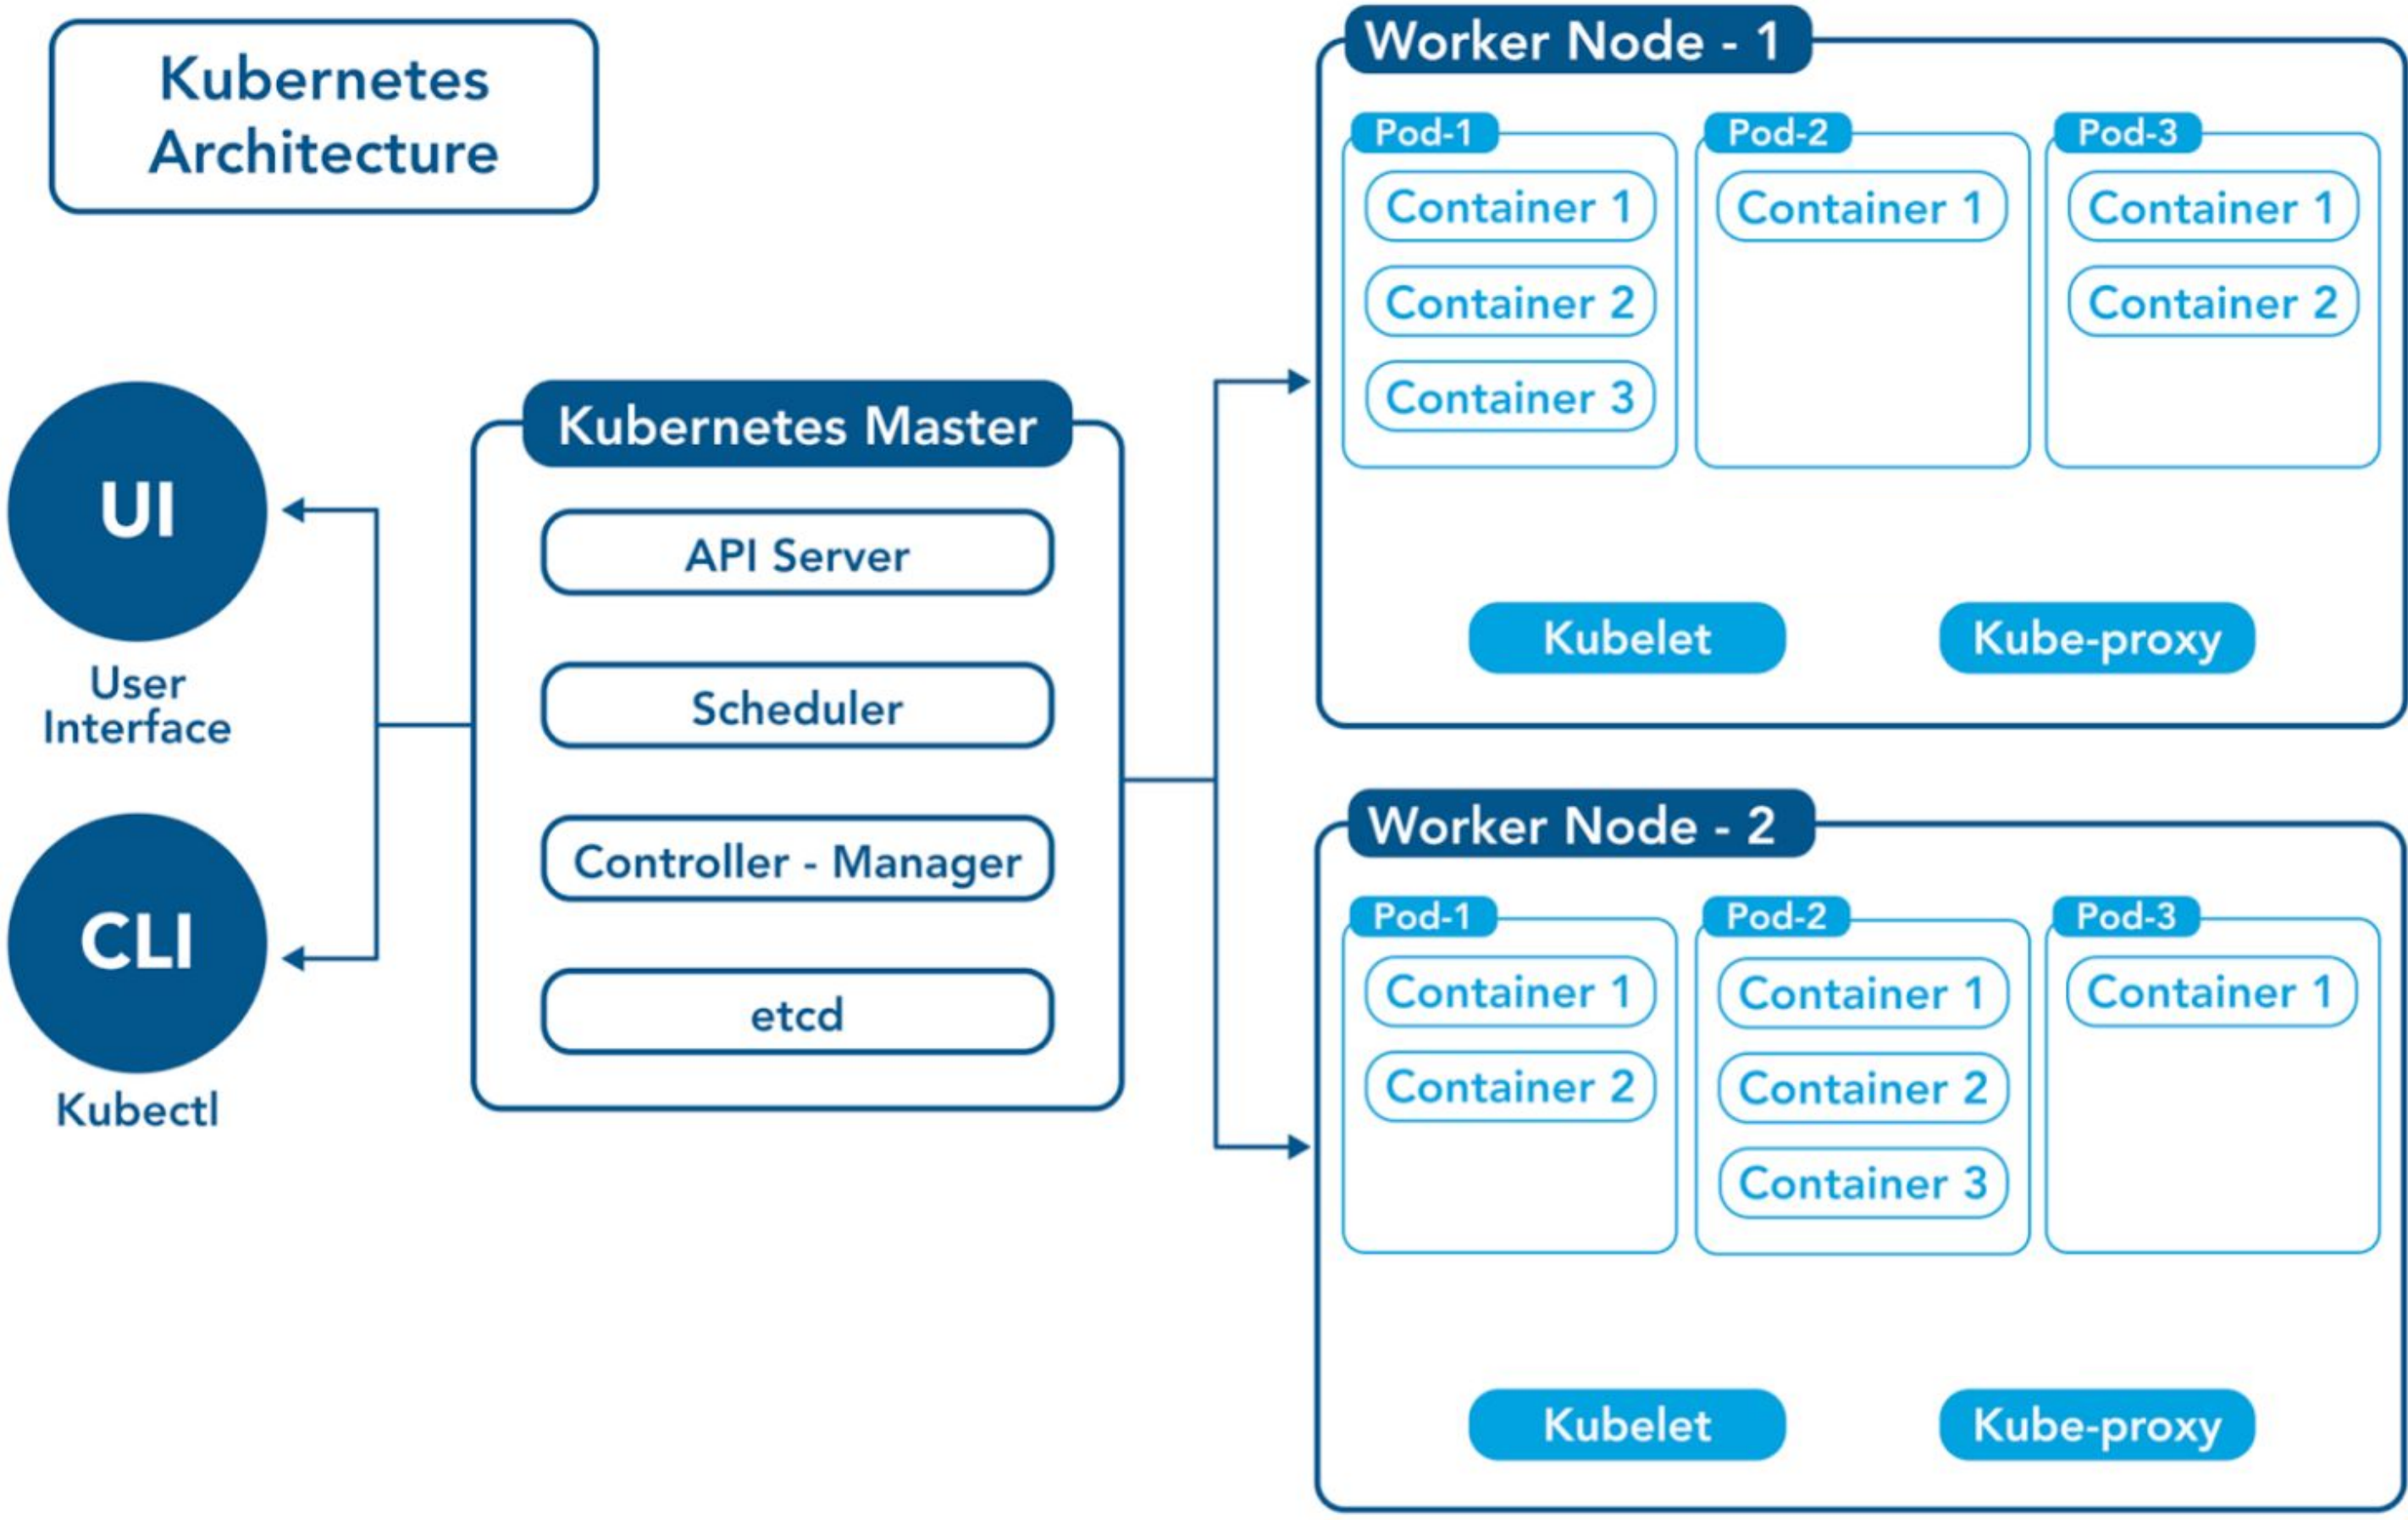 Kubernetes
Architecture
UI
User
Interface
CLI
Kubectl
Kubernetes Master
API Server
Scheduler
Controller - Manager
etcd
Worker Node - 1
Pod-1
Container 1
Container 2
Container 3
Pod-2
Container 1
Pod-3
Container 1
Container 2
Kubelet
Kube-proxy
Worker Node - 2
Pod-1
Container 1
Container 2
Pod-2
Container 1
Container 2
Container 3
Pod-3
Container 1
Kubelet
Kube-proxy